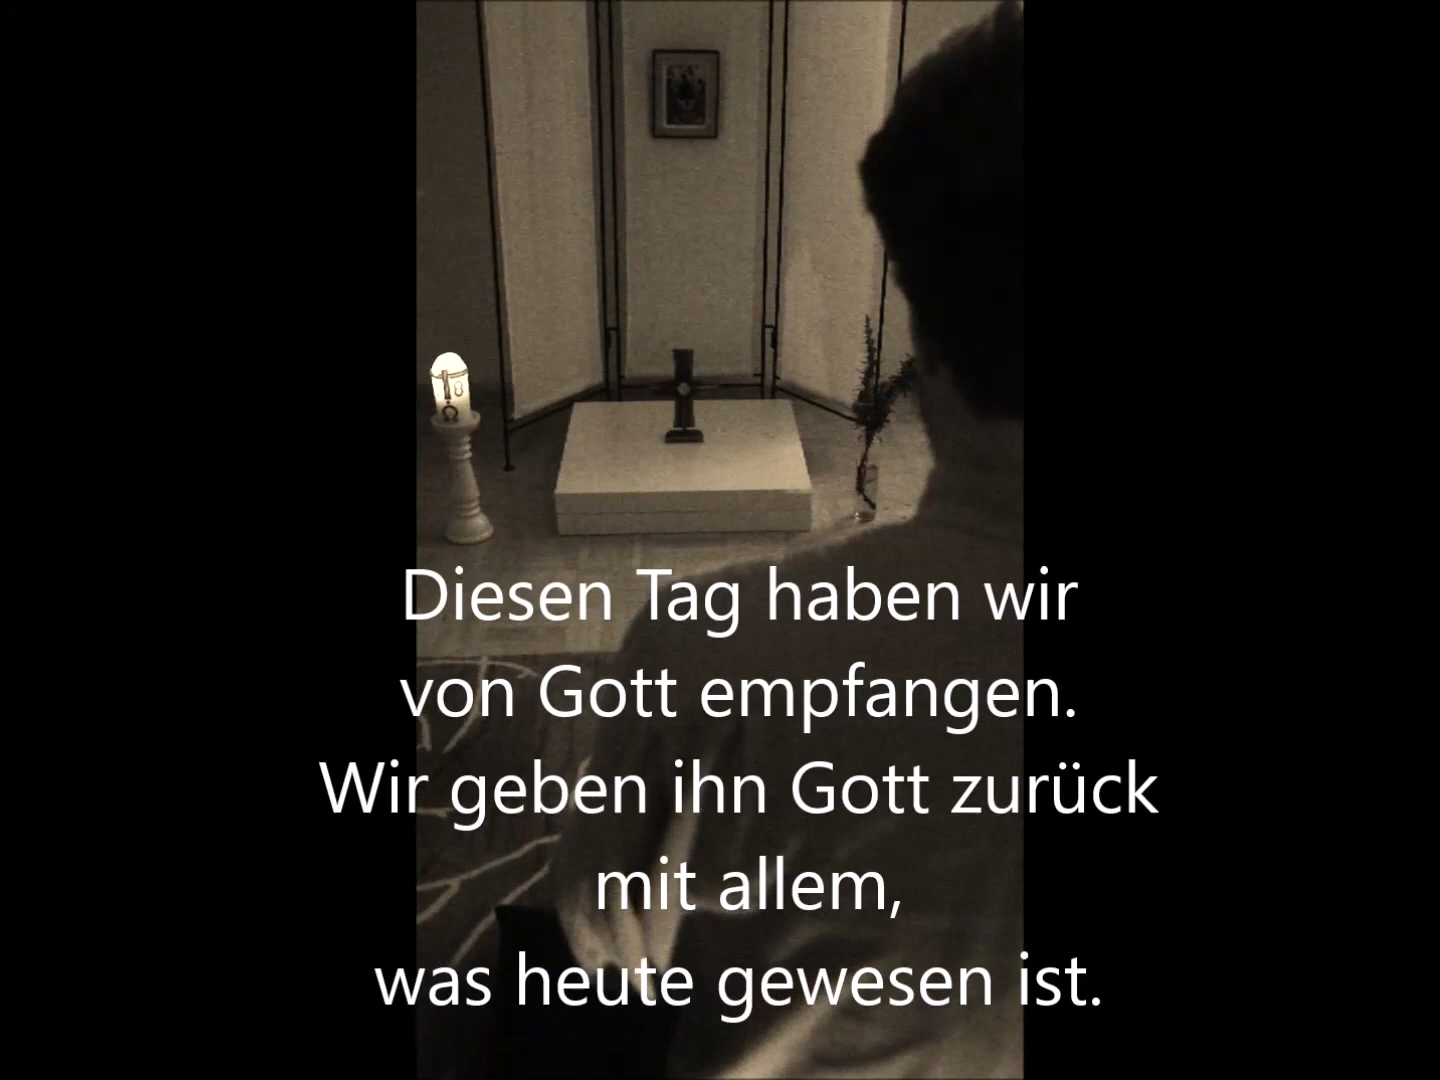 Diesen Tag haben wir
von Gott empfangen.
Wir geben ihn Gott zurück
mit allem,
was heute gewesen ist.